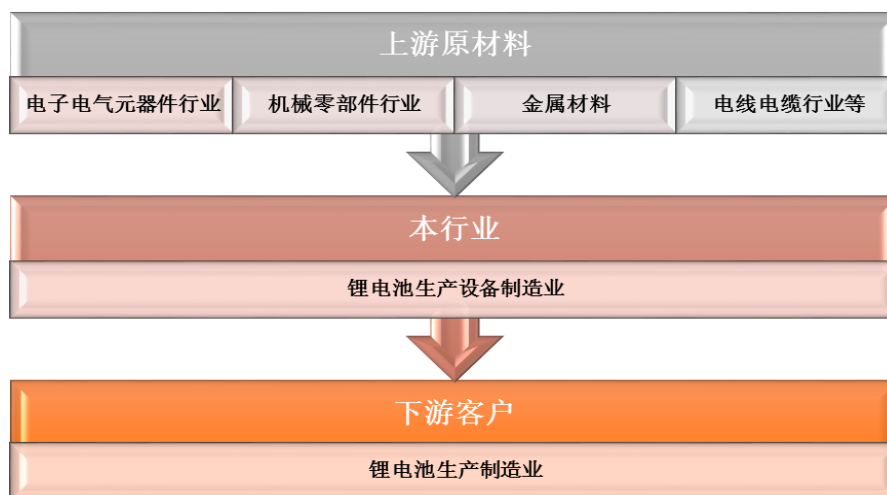 上游原材料
电子电气元器件行业 机械零部件行业 金属材料 电线电缆行业等
本行业
锂电池生产设备制造业
下游客户
锂电池生产制造业